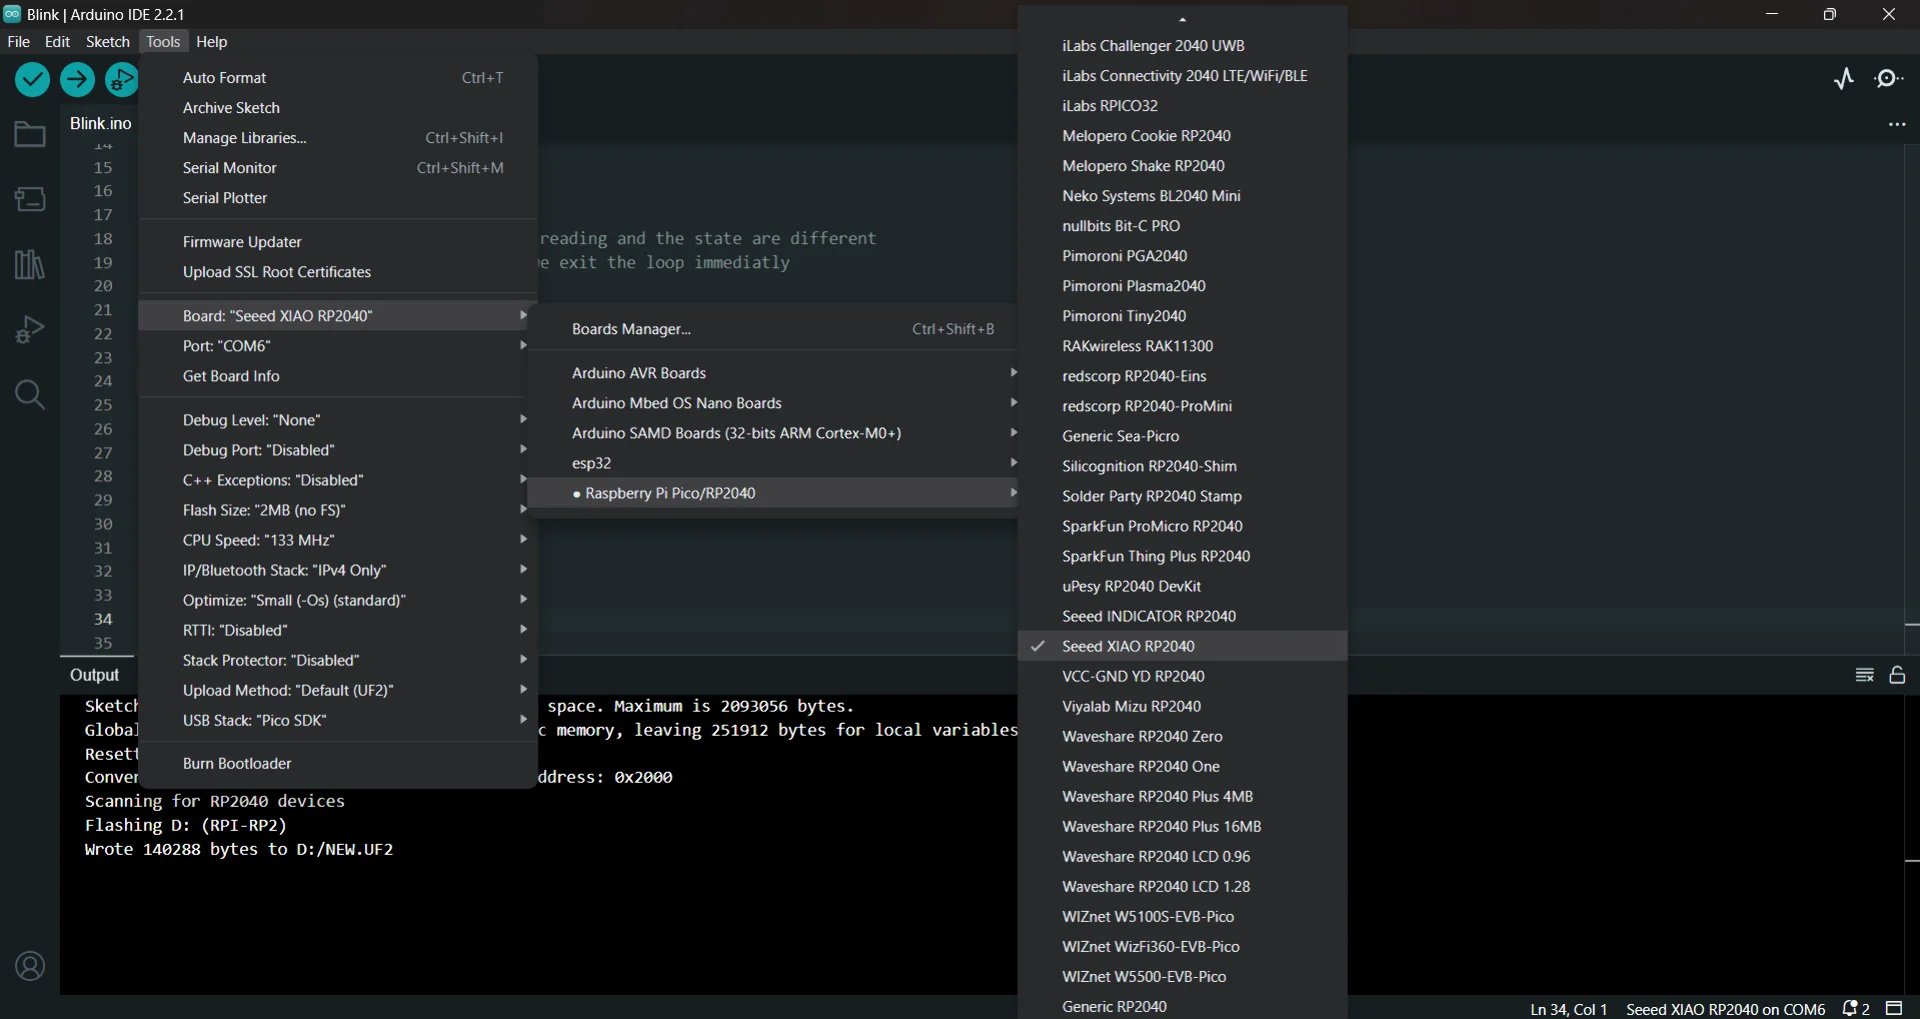 Blink | Arduino IDE 2.2.1
File Edit Sketch Tools Help
Blink.ino
14
15
16
17
18
19
20
21
22
23
24
25
26
27
28
29
30
31
32
33
34
35
reading and the state are different
exit the loop immediatly
Auto Format Ctrl+T
Archive Sketch
Manage Libraries... Ctrl+Shift+I
Serial Monitor Ctrl+Shift+M
Serial Plotter
Firmware Updater
Upload SSL Root Certificates
Board: "Seeed XIAO RP2040"
Port: "COM6"
Get Board Info
Debug Level: "None"
Debug Port: "Disabled"
C++ Exceptions: "Disabled"
Flash Size: "2MB (no FS)"
CPU Speed: "133 MHz"
IP/Bluetooth Stack: "IPv4 Only"
Optimize: "Small (-Os) (standard)"
RTTI: "Disabled"
Stack Protector: "Disabled"
Upload Method: "Default (UF2)"
USB Stack: "Pico SDK"
Burn Bootloader
Boards Manager... Ctrl+Shift+B
Arduino AVR Boards
Arduino Mbed OS Nano Boards
Arduino SAMD Boards (32-bits ARM Cortex-M0+)
esp32
• Raspberry Pi Pico/RP2040
iLabs Challenger 2040 UWB
iLabs Connectivity 2040 LTE/WiFi/BLE
iLabs RPICO32
Melopero Cookie RP2040
Melopero Shake RP2040
Neko Systems BL2040 Mini
nullbits Bit-C PRO
Pimoroni PGA2040
Pimoroni Plasma2040
Pimoroni Tiny2040
RAKwireless RAK11300
redscorp RP2040-Eins
redscorp RP2040-ProMini
Generic Sea-Picro
Silicognition RP2040-Shim
Solder Party RP2040 Stamp
SparkFun ProMicro RP2040
SparkFun Thing Plus RP2040
uPesy RP2040 DevKit
Seeed INDICATOR RP2040
✓ Seeed XIAO RP2040
VCC-GND YD RP2040
Viyalab Mizu RP2040
Waveshare RP2040 Zero
Waveshare RP2040 One
Waveshare RP2040 Plus 4MB
Waveshare RP2040 Plus 16MB
Waveshare RP2040 LCD 0.96
Waveshare RP2040 LCD 1.28
WIZnet W5100S-EVB-Pico
WIZnet WizFi360-EVB-Pico
WIZnet W5500-EVB-Pico
Generic RP2040
Output
Sketch space. Maximum is 2093056 bytes.
Global c memory, leaving 251912 bytes for local variables
Resett
Conver ddress: 0x2000
Scanning for RP2040 devices
Flashing D: (RPI-RP2)
Wrote 140288 bytes to D:/NEW.UF2
Ln 34, Col 1 Seeed XIAO RP2040 on COM6 2